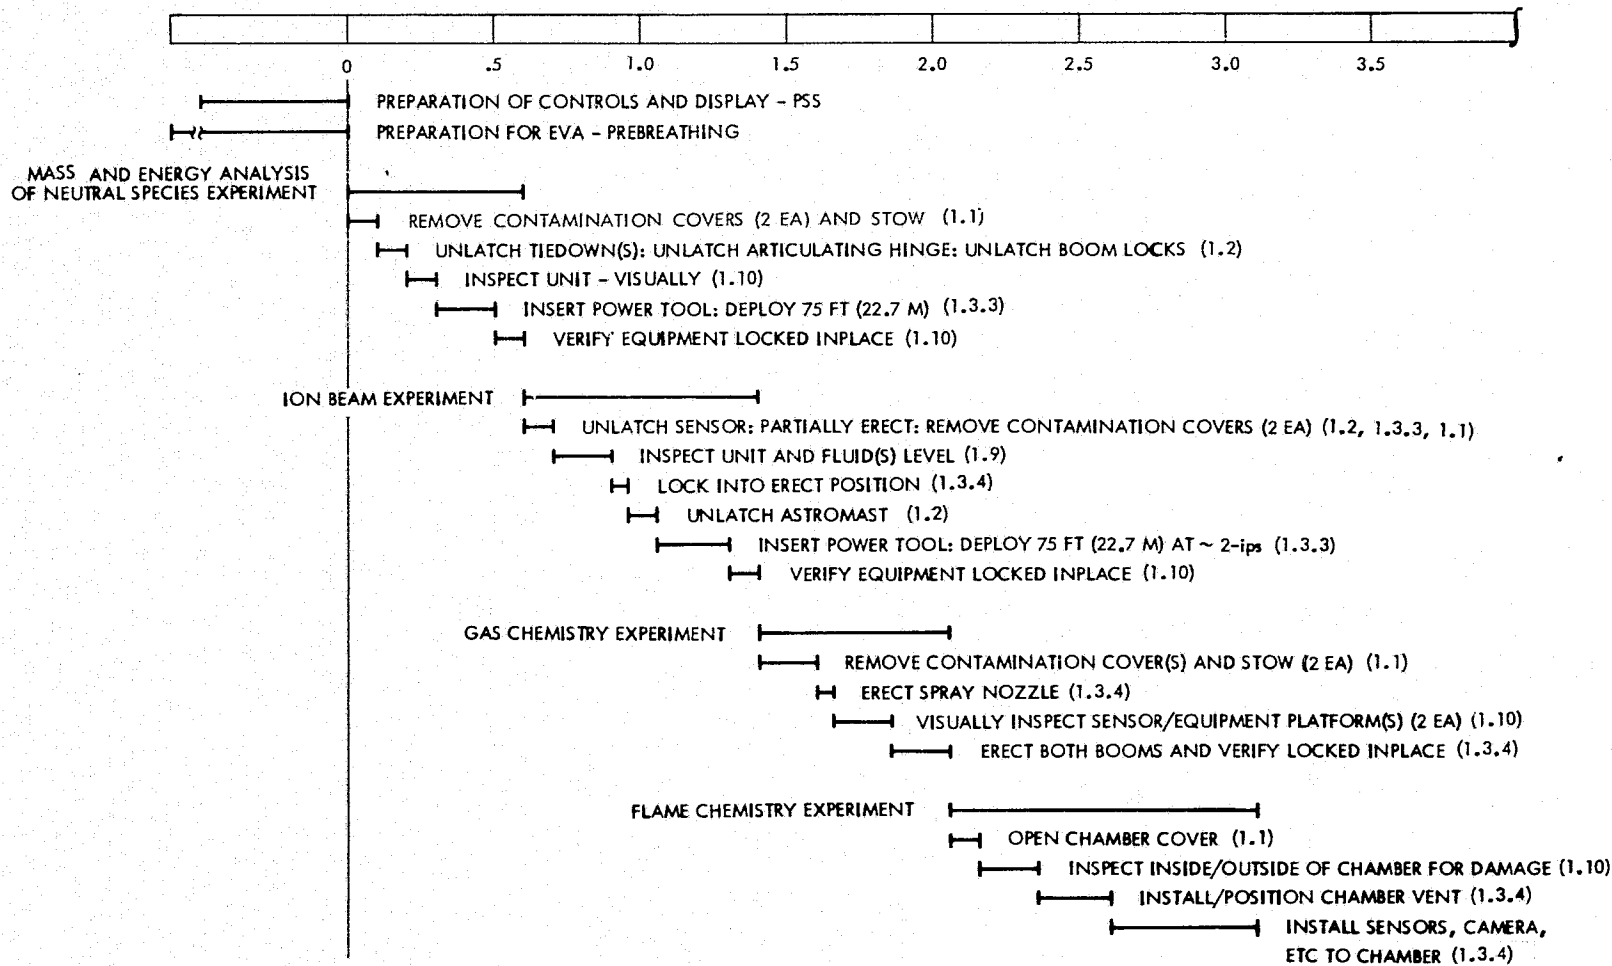 0 .5 1.0 1.5 2.0 2.5 3.0 3.5
PREPARATION OF CONTROLS AND DISPLAY - PSS
PREPARATION FOR EVA - PREBREATHING
MASS AND ENERGY ANALYSIS
OF NEUTRAL SPECIES EXPERIMENT
REMOVE CONTAMINATION COVERS (2 EA) AND STOW (1.1)
UNLATCH TIEDOWN(S): UNLATCH ARTICULATING HINGE: UNLATCH BOOM LOCKS (1.2)
INSPECT UNIT - VISUALLY (1.10)
INSERT POWER TOOL: DEPLOY 75 FT (22.7 M) (1.3.3)
VERIFY EQUIPMENT LOCKED INPLACE (1.10)
ION BEAM EXPERIMENT
UNLATCH SENSOR: PARTIALLY ERECT: REMOVE CONTAMINATION COVERS (2 EA) (1.2, 1.3.3, 1.1)
INSPECT UNIT AND FLUID(S) LEVEL (1.9)
LOCK INTO ERECT POSITION (1.3.4)
UNLATCH ASTROMAST (1.2)
INSERT POWER TOOL: DEPLOY 75 FT (22.7 M) AT ~ 2-ips (1.3.3)
VERIFY EQUIPMENT LOCKED INPLACE (1.10)
GAS CHEMISTRY EXPERIMENT
REMOVE CONTAMINATION COVER(S) AND STOW (2 EA) (1.1)
ERECT SPRAY NOZZLE (1.3.4)
VISUALLY INSPECT SENSOR/EQUIPMENT PLATFORM(S) (2 EA) (1.10)
ERECT BOTH BOOMS AND VERIFY LOCKED INPLACE (1.3.4)
FLAME CHEMISTRY EXPERIMENT
OPEN CHAMBER COVER (1.1)
INSPECT INSIDE/OUTSIDE OF CHAMBER FOR DAMAGE (1.10)
INSTALL/POSITION CHAMBER VENT (1.3.4)
INSTALL SENSORS, CAMERA,
ETC TO CHAMBER (1.3.4)